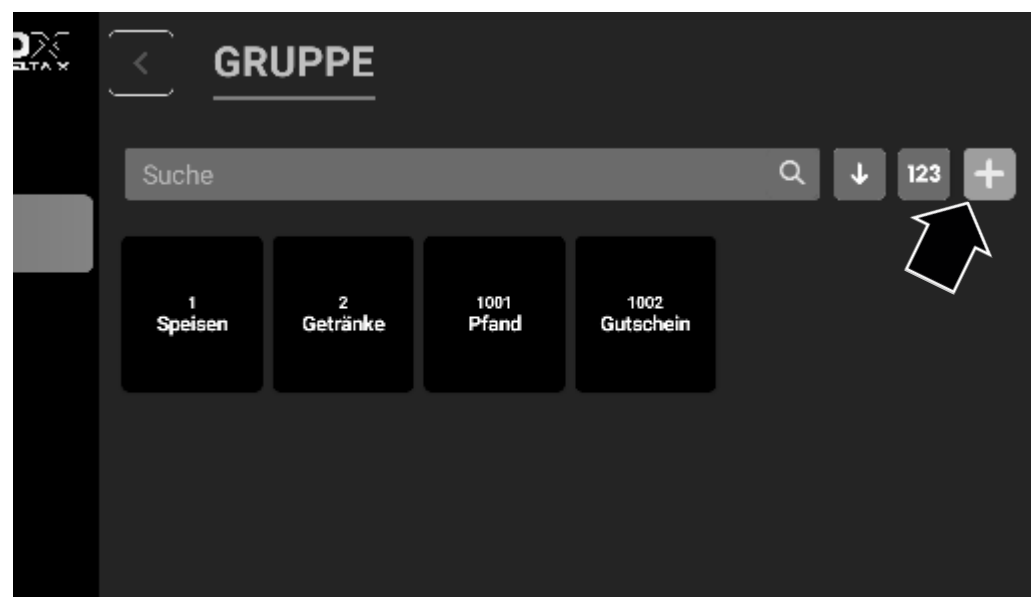 GRUPPE
Suche
123
1
Speisen
2
Getränke
1001
Pfand
1002
Gutschein